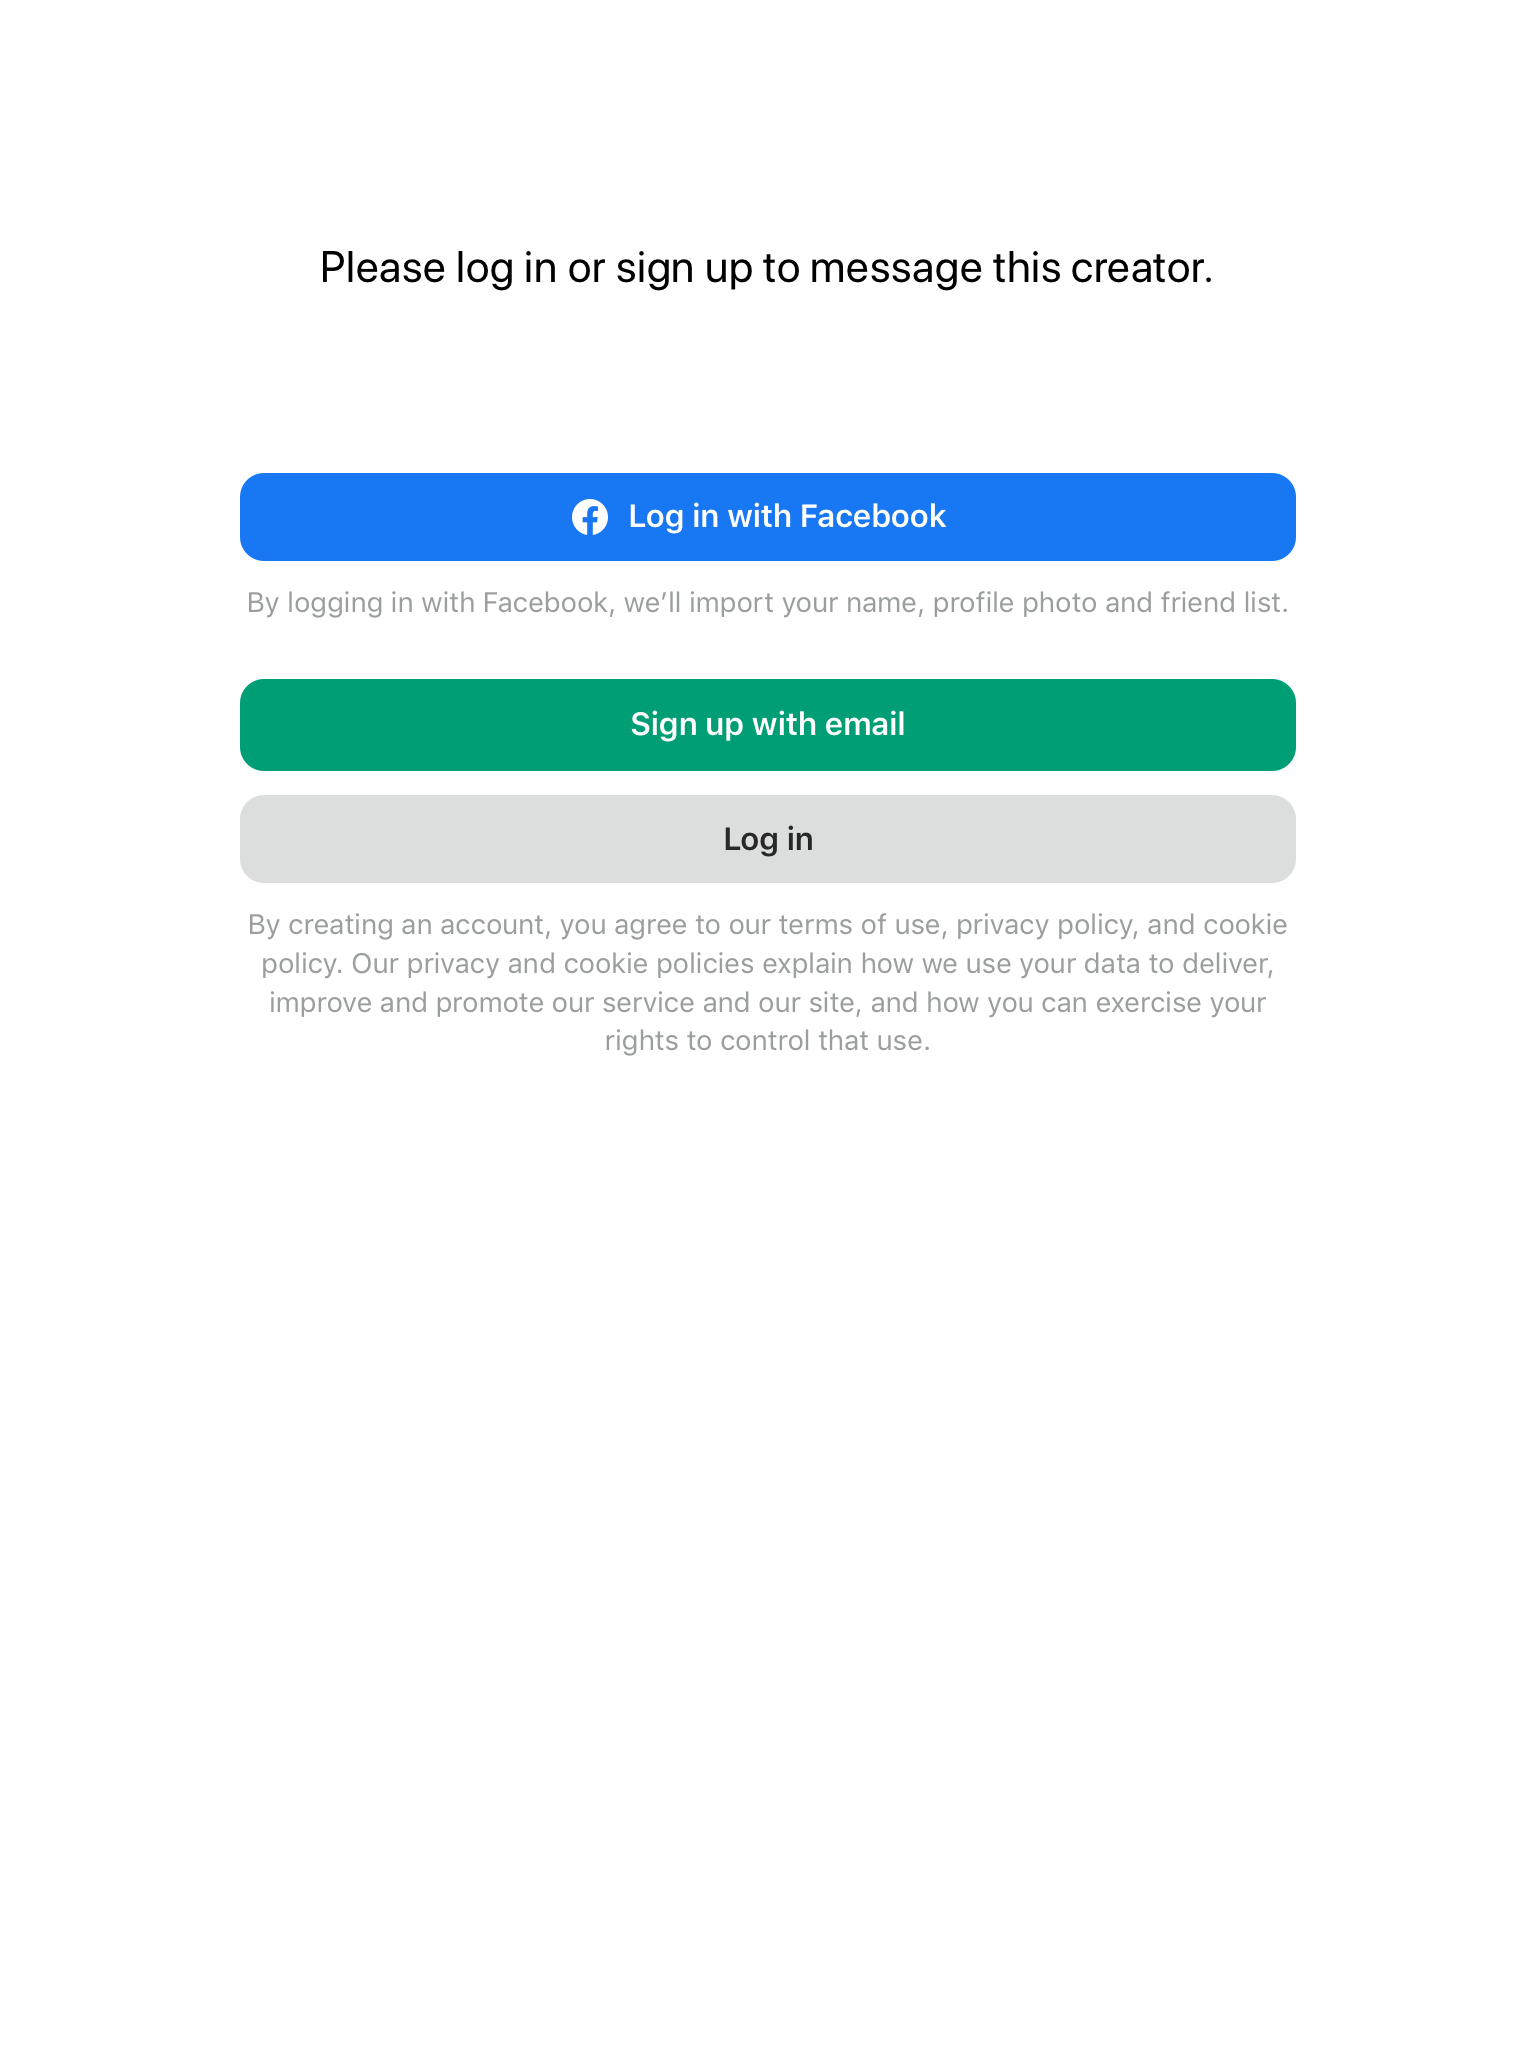 Please log in or sign up to message this creator.
Log in with Facebook
By logging in with Facebook, we’ll import your name, profile photo and friend list.
Sign up with email
Log in
By creating an account, you agree to our terms of use, privacy policy, and cookie
policy. Our privacy and cookie policies explain how we use your data to deliver,
improve and promote our service and our site, and how you can exercise your
rights to control that use.